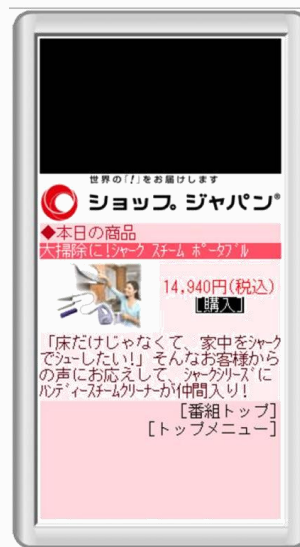 世界の「!」をお届けします
ショップ ジャパン®
◆本日の商品
大掃除に!ｼｬｰｸ ｽﾁｰﾑ ﾎﾟｰﾀﾌﾞﾙ
14,940円(税込)
[購入]
「床だけじゃなくて、家中をｼｬｰｸ
でｼｭｰしたい!」そんなお客様から
の声にお応えして、ｼｬｰｸｼﾘｰｽﾞに
ﾊﾝﾃﾞｨｰｽﾁｰﾑｸﾘｰﾅｰが仲間入り!
[番組トップ]
[トップメニュー]